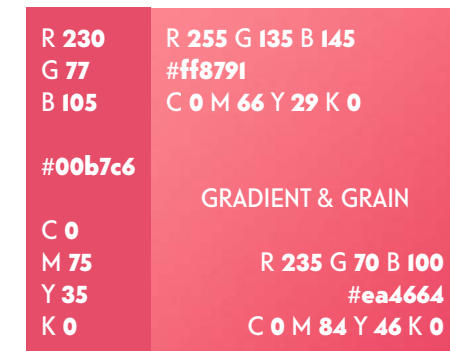 R 230
G 77
B 105
#00b7c6
C 0
M 75
Y 35
K 0
R 255 G 135 B 145
#ff8791
C 0 M 66 Y 29 K 0
GRADIENT & GRAIN
R 235 G 70 B 100
#ea4664
C 0 M 84 Y 46 K 0